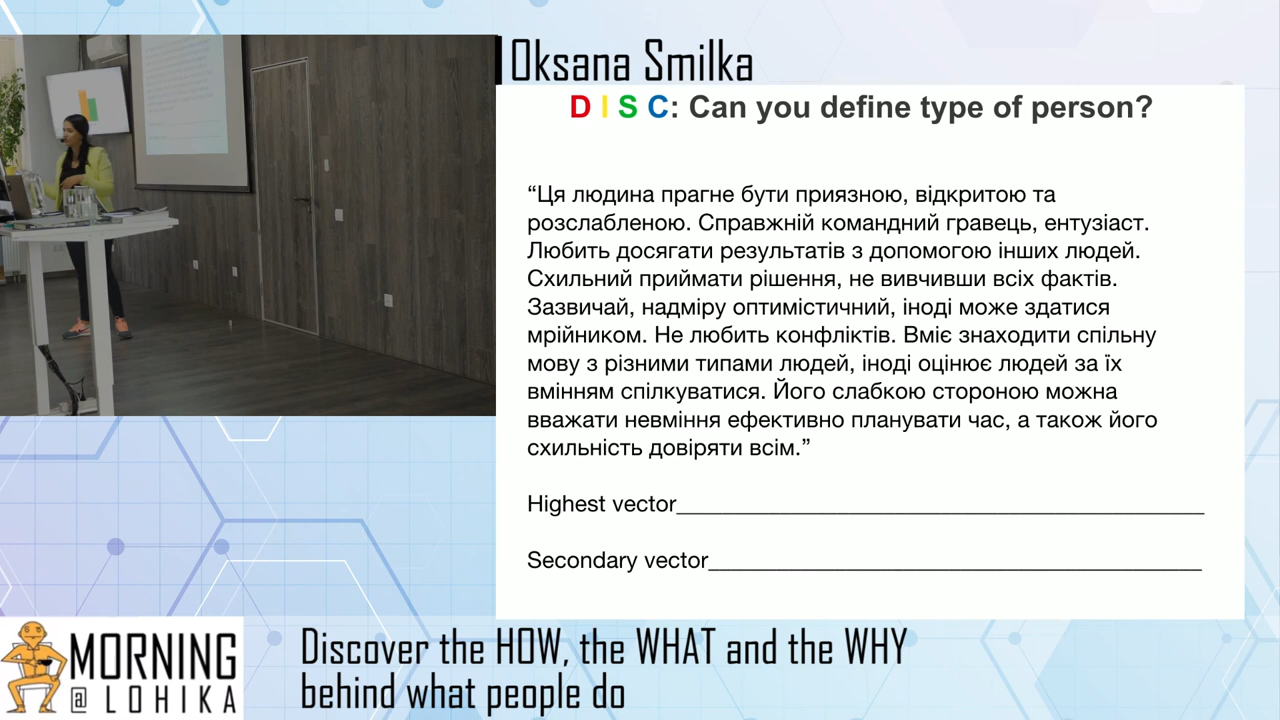 Oksana Smilka
D I S C: Can you define type of person?
“Ця людина прагне бути приязною, відкритою та
розслабленою. Справжній командний гравець, ентузіаст.
Любить досягати результатів з допомогою інших людей.
Схильний приймати рішення, не вивчивши всіх фактів.
Зазвичай, надміру оптимістичний, іноді може здатися
мрійником. Не любить конфліктів. Вміє знаходити спільну
мову з різними типами людей, іноді оцінює людей за їх
вмінням спілкуватися. Його слабкою стороною можна
вважати невміння ефективно планувати час, а також його
схильність довіряти всім.”
Highest vector___________________________________________
Secondary vector________________________________________
MORNING
@ LOHIKA
Discover the HOW, the WHAT and the WHY
behind what people do